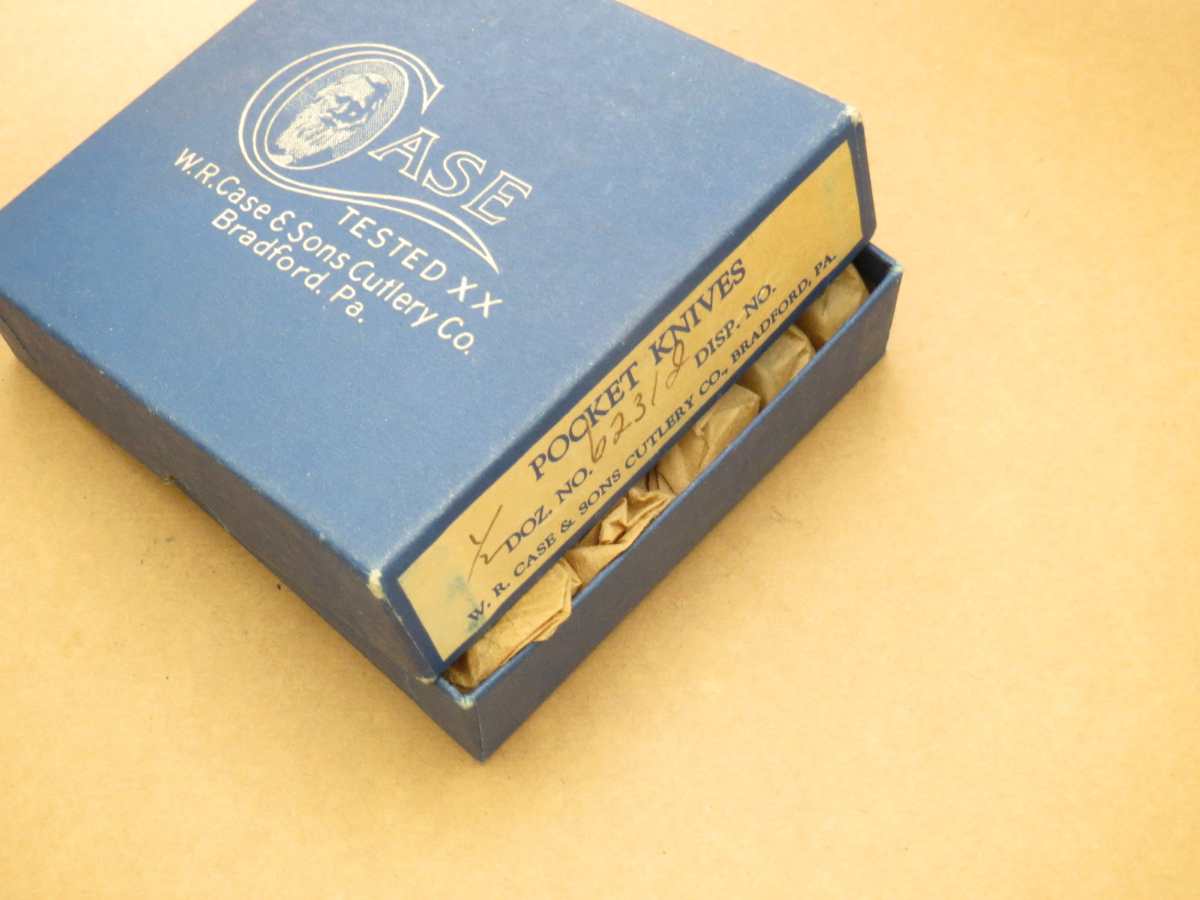 CASE
TESTED XX
W.R.Case & Sons Cutlery Co.
Bradford, Pa.
POCKET KNIVES
1/2 DOZ. NO. 62312 DISP. NO.
W. R. CASE & SONS CUTLERY CO., BRADFORD, PA.